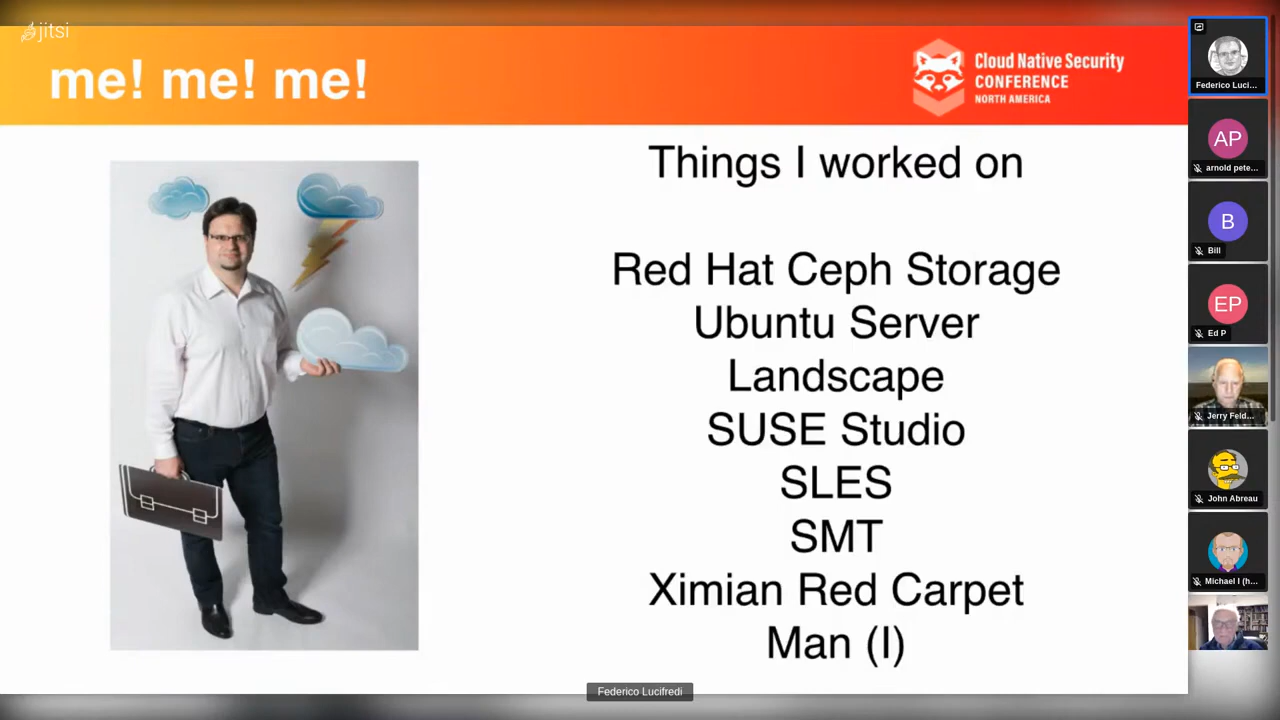 jitsi
me! me! me!
Cloud Native Security
CONFERENCE
NORTH AMERICA
Things I worked on
Red Hat Ceph Storage
Ubuntu Server
Landscape
SUSE Studio
SLES
SMT
Ximian Red Carpet
Man (I)
Federico Lucifredi
Federico Luci...
AP
arnold pete...
B
Bill
EP
Ed P
Jerry Feld...
John Abreau
Michael I (h...